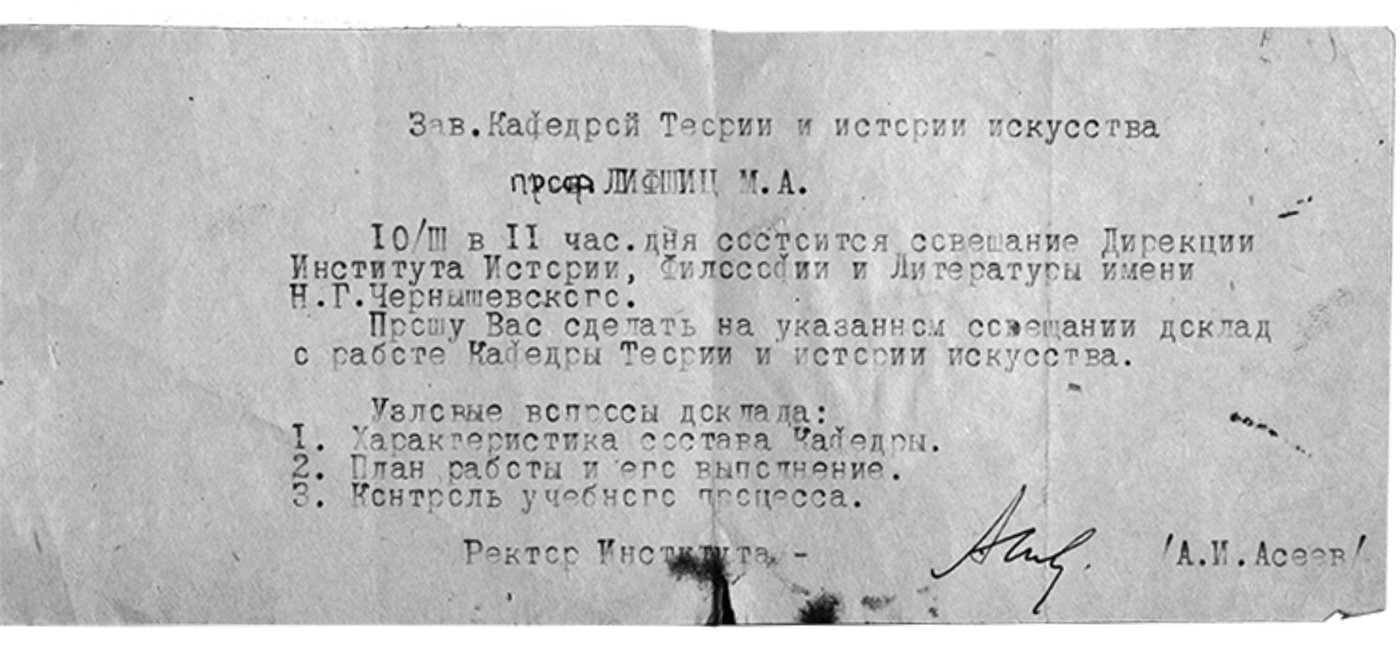 Зав.Кафедрой Теории и истории искусства
проф ЛИФШИЦ М.А.
10/III в 11 час.дня состоится совещание Дирекции
Института Истории, Философии и Литературы имени
Н.Г.Чернышевского.
Прошу Вас сделать на указанном совещании доклад
о работе Кафедры Теории и истории искусства.
Узловые вопросы доклада:
1. Характеристика состава Кафедры.
2. План работы и его выполнение.
3. Контроль учебного процесса.
Ректор Института - /А.И.Асеев/